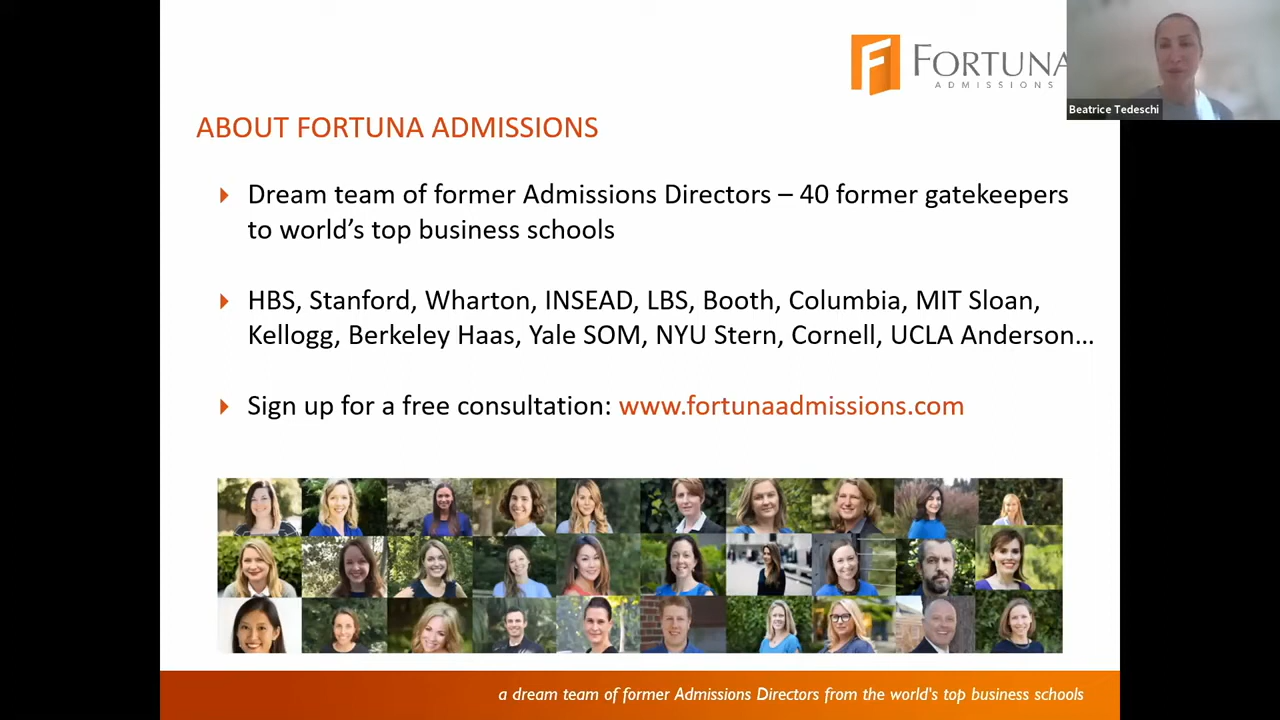 FORTUNA
ADMISSIONS
Beatrice Tedeschi
ABOUT FORTUNA ADMISSIONS
Dream team of former Admissions Directors – 40 former gatekeepers
to world's top business schools
HBS, Stanford, Wharton, INSEAD, LBS, Booth, Columbia, MIT Sloan,
Kellogg, Berkeley Haas, Yale SOM, NYU Stern, Cornell, UCLA Anderson...
Sign up for a free consultation: www.fortunaadmissions.com
a dream team of former Admissions Directors from the world's top business schools